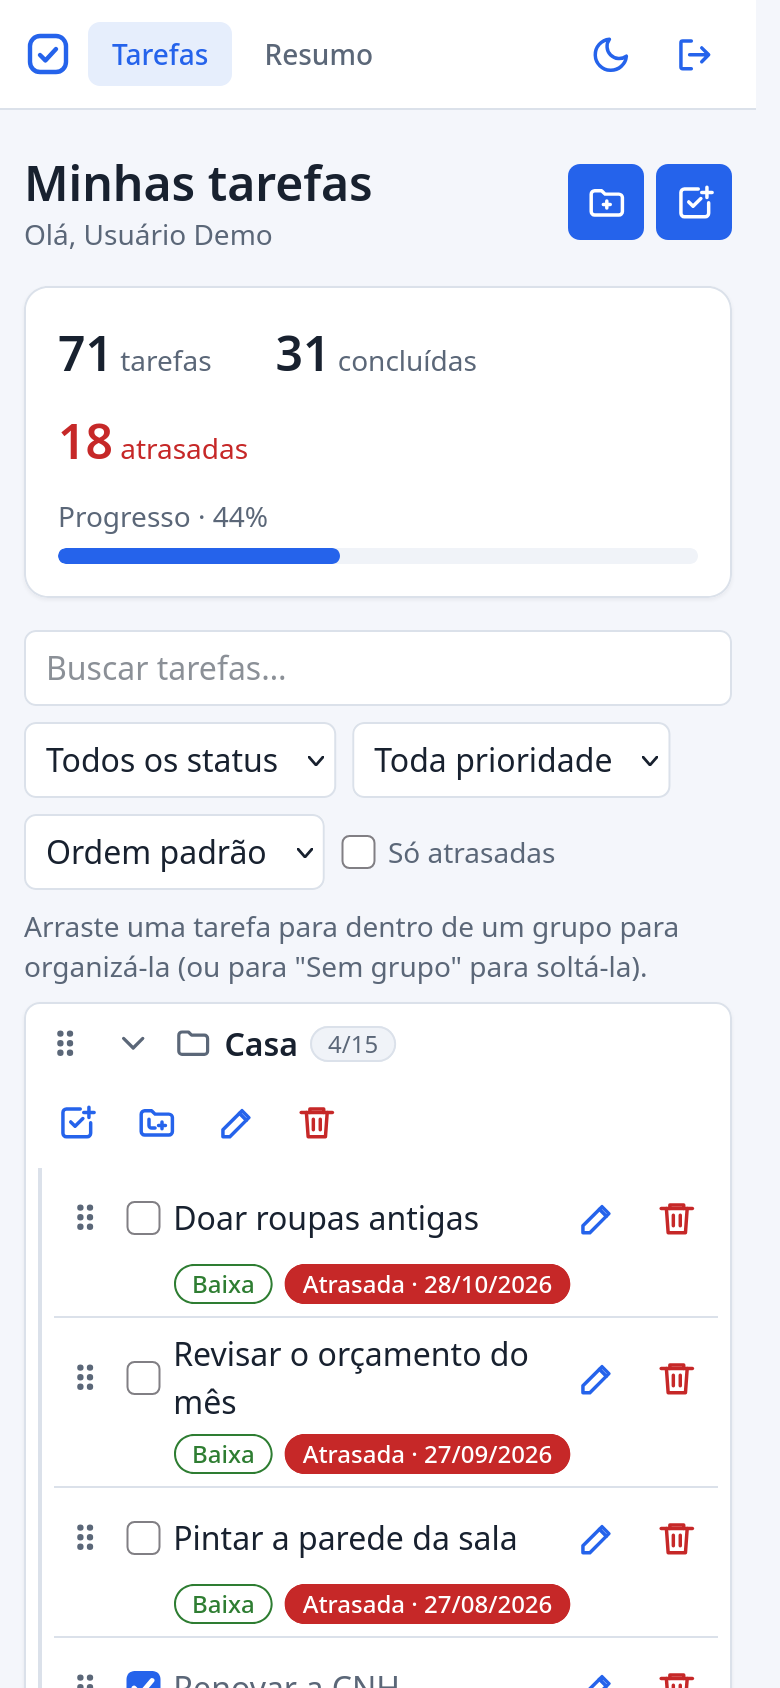 Tarefas
Resumo
Minhas tarefas
Olá, Usuário Demo
71 tarefas
31 concluídas
18 atrasadas
Progresso · 44%
Buscar tarefas...
Todos os status
Toda prioridade
Ordem padrão
Só atrasadas
Arraste uma tarefa para dentro de um grupo para
organizá-la (ou para "Sem grupo" para soltá-la).
Casa 4/15
Doar roupas antigas
Baixa
Atrasada · 28/10/2026
Revisar o orçamento do
mês
Baixa
Atrasada · 27/09/2026
Pintar a parede da sala
Baixa
Atrasada · 27/08/2026
Renovar a CNH